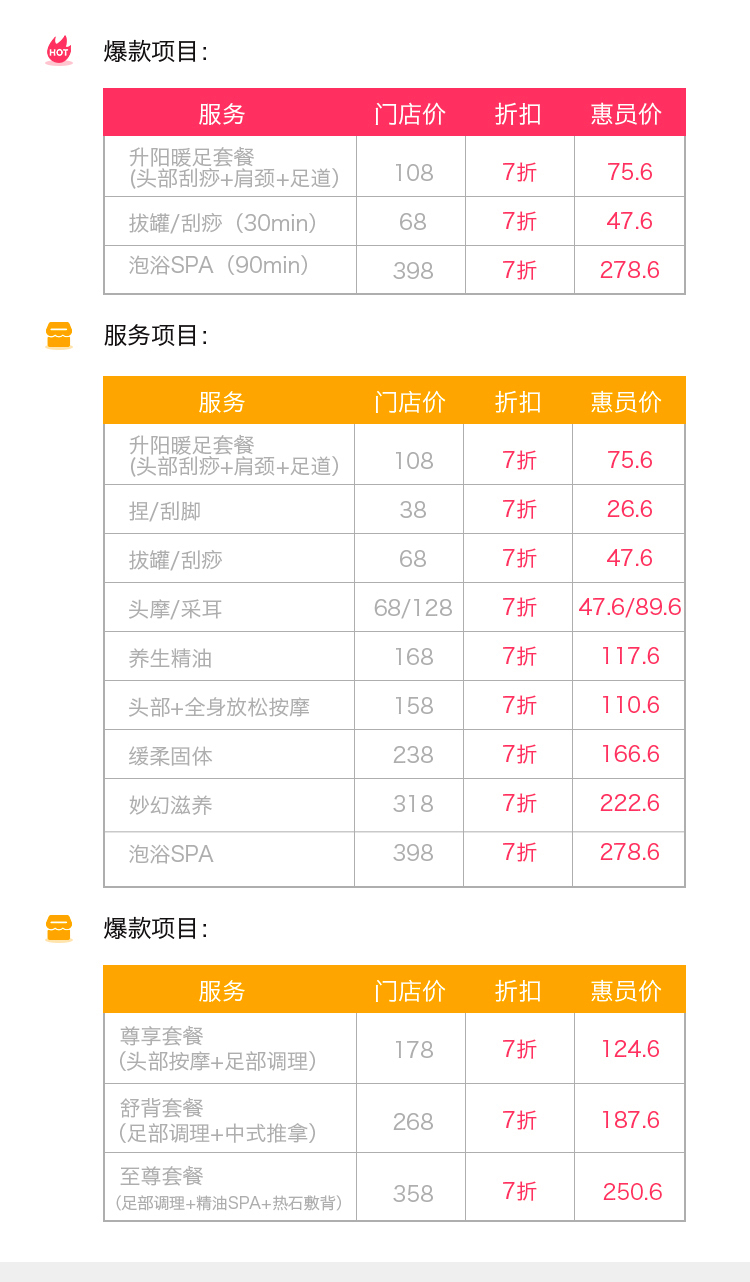 HOT
爆款项目：
服务 门店价 折扣 惠员价
升阳暖足套餐
(头部刮痧+肩颈+足道) 108 7折 75.6
拔罐/刮痧（30min） 68 7折 47.6
泡浴SPA（90min） 398 7折 278.6
服务项目：
服务 门店价 折扣 惠员价
升阳暖足套餐
(头部刮痧+肩颈+足道) 108 7折 75.6
捏/刮脚 38 7折 26.6
拔罐/刮痧 68 7折 47.6
头摩/采耳 68/128 7折 47.6/89.6
养生精油 168 7折 117.6
头部+全身放松按摩 158 7折 110.6
缓柔固体 238 7折 166.6
妙幻滋养 318 7折 222.6
泡浴SPA 398 7折 278.6
爆款项目：
服务 门店价 折扣 惠员价
尊享套餐
（头部按摩+足部调理） 178 7折 124.6
舒背套餐
（足部调理+中式推拿） 268 7折 187.6
至尊套餐
（足部调理+精油SPA+热石敷背） 358 7折 250.6